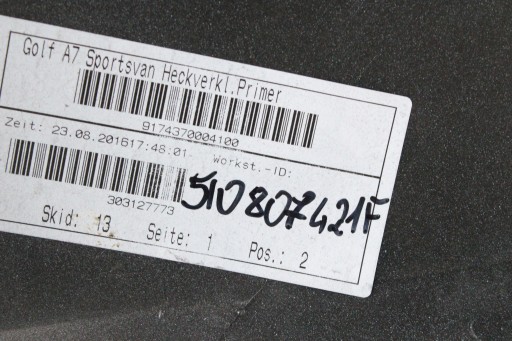 Golf A7 Sportsvan Heckverkl.Primer
9174370004100
Zeit: 23.08.201617:48:01 Workst.-ID:
303127773
510807421F
Skid: 13 Seite: 1 Pos.: 2